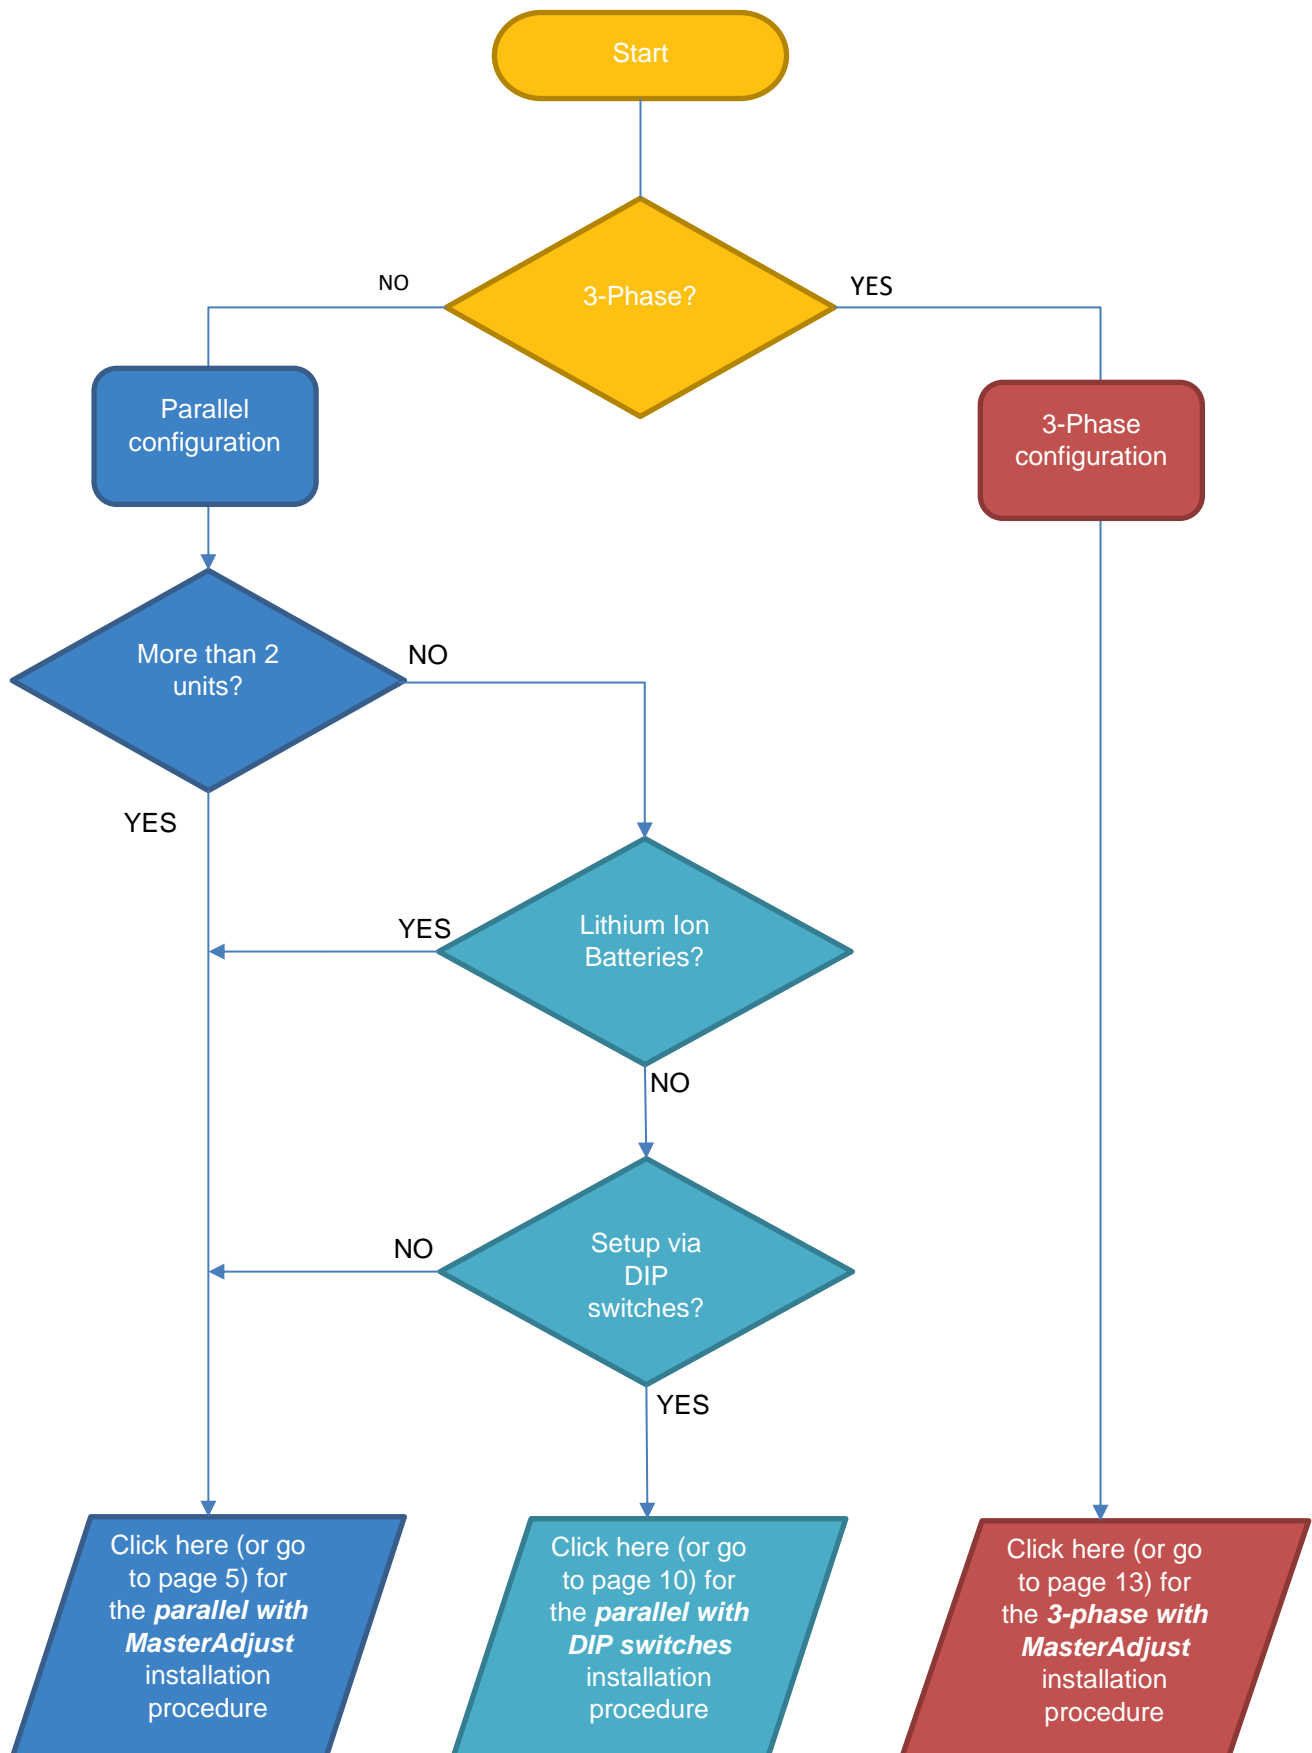 Start
3-Phase?
NO
YES
Parallel
configuration
3-Phase
configuration
More than 2
units?
NO
YES
Lithium Ion
Batteries?
YES
NO
Setup via
DIP
switches?
NO
YES
Click here (or go
to page 5) for
the parallel with
MasterAdjust
installation
procedure
Click here (or go
to page 10) for
the parallel with
DIP switches
installation
procedure
Click here (or go
to page 13) for
the 3-phase with
MasterAdjust
installation
procedure